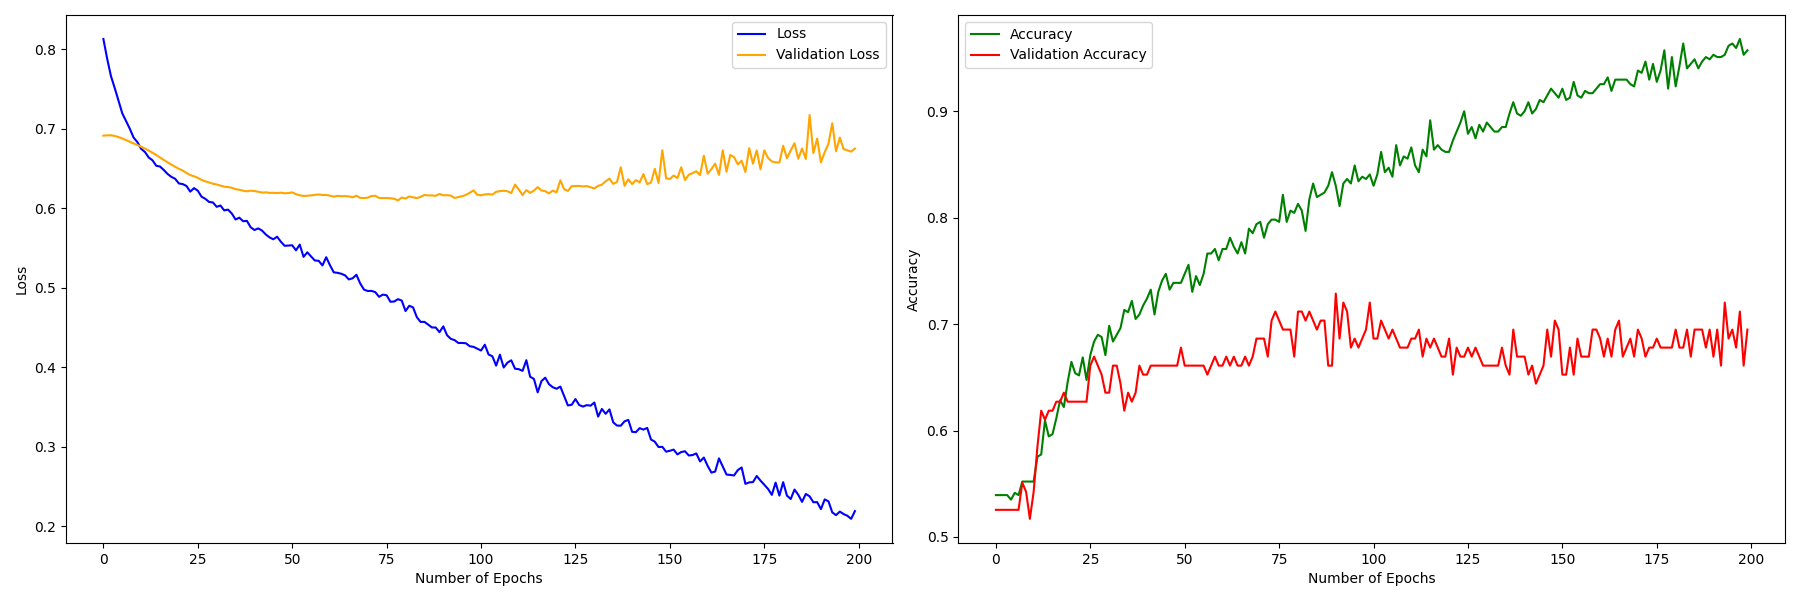 Loss
Validation Loss
0.8
0.7
0.6
0.5
0.4
0.3
0.2
Loss
0 25 50 75 100 125 150 175 200
Number of Epochs
Accuracy
Validation Accuracy
0.9
0.8
0.7
0.6
0.5
Accuracy
0 25 50 75 100 125 150 175 200
Number of Epochs